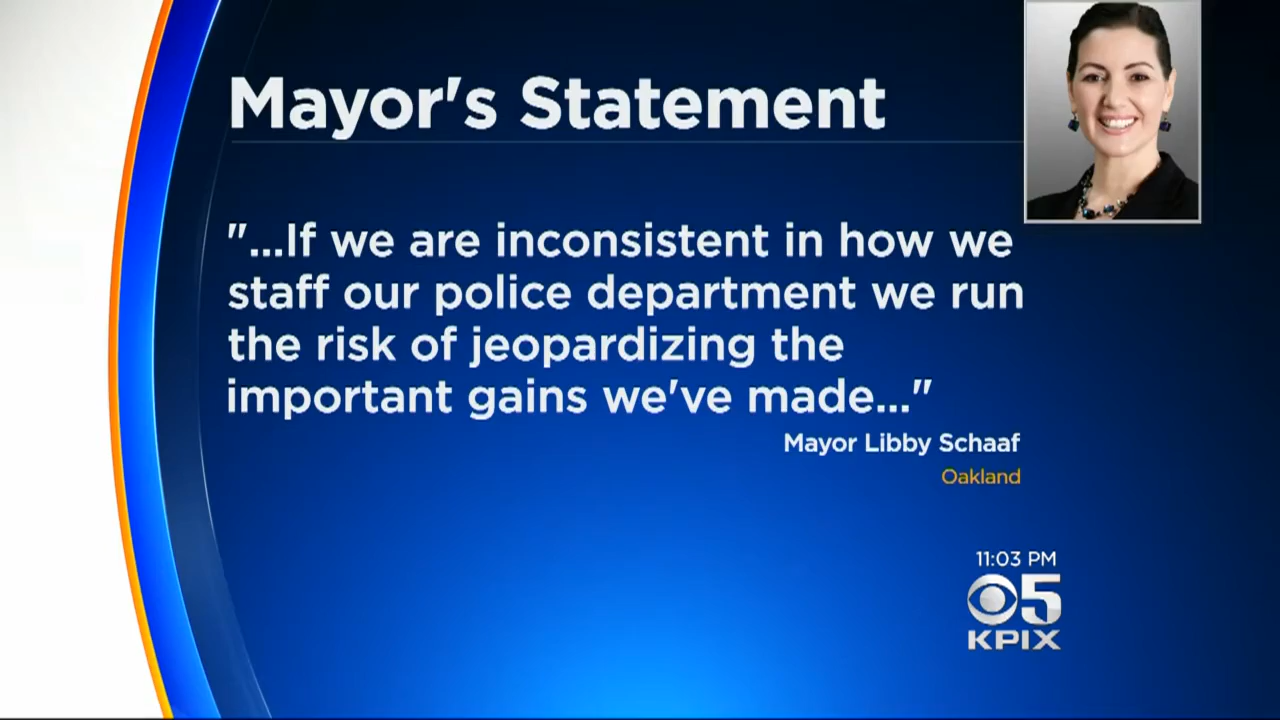 Mayor's Statement
"...If we are inconsistent in how we
staff our police department we run
the risk of jeopardizing the
important gains we've made..."
Mayor Libby Schaaf
Oakland
11:03 PM
5
KPIX